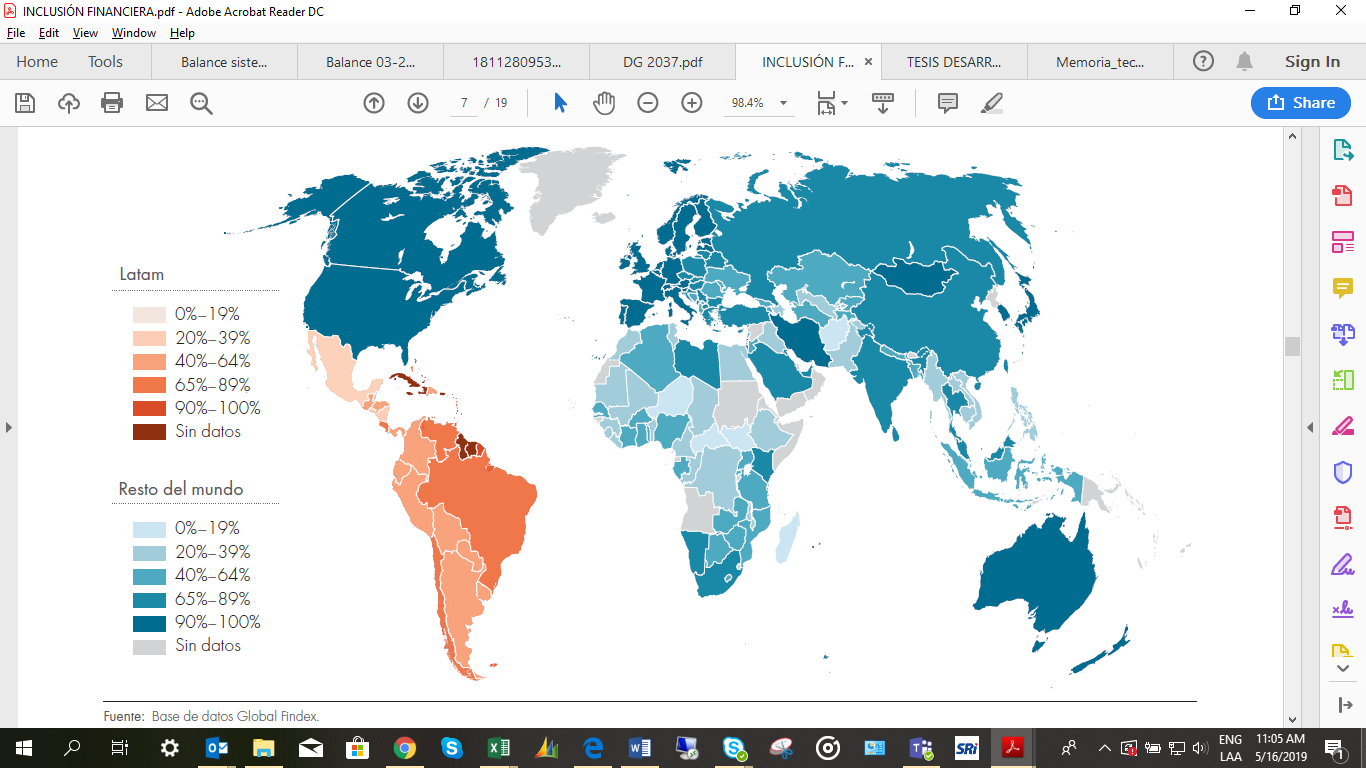 INCLUSIÓN FINANCIERA.pdf - Adobe Acrobat Reader DC
File Edit View Window Help
Home Tools Balance siste... Balance 03-2... 1811280953... DG 2037.pdf INCLUSIÓN F... × TESIS DESARR... Memoria_tec... Sign In
7 / 19 98.4% Share
Latam
0%–19%
20%–39%
40%–64%
65%–89%
90%–100%
Sin datos
Resto del mundo
0%–19%
20%–39%
40%–64%
65%–89%
90%–100%
Sin datos
Fuente: Base de datos Global Findex.
SRi ENG 11:05 AM
LAA 5/16/2019 1